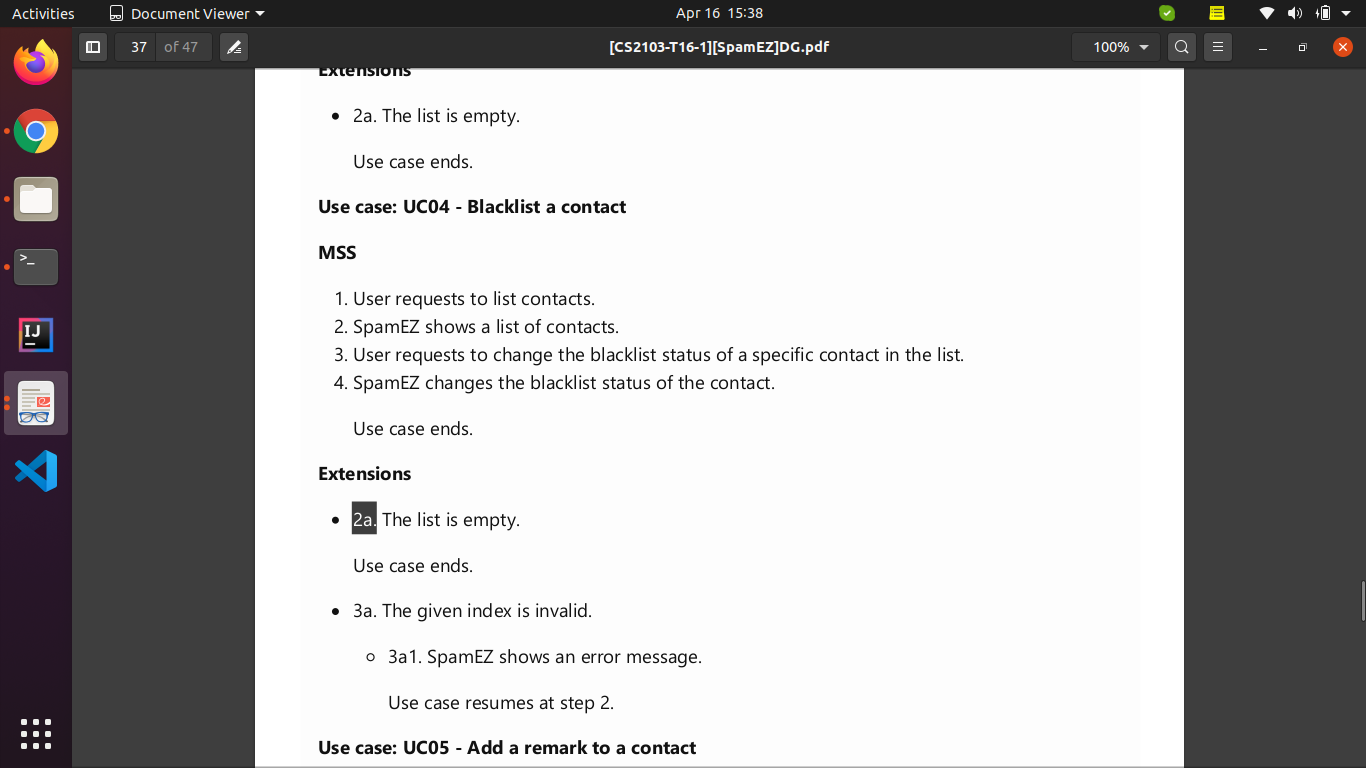 Activities
Document Viewer
Apr 16 15:38
37 of 47
[CS2103-T16-1][SpamEZ]DG.pdf
100%
Extensions
• 2a. The list is empty.
Use case ends.
Use case: UC04 - Blacklist a contact
MSS
1. User requests to list contacts.
2. SpamEZ shows a list of contacts.
3. User requests to change the blacklist status of a specific contact in the list.
4. SpamEZ changes the blacklist status of the contact.
Use case ends.
Extensions
• 2a. The list is empty.
Use case ends.
• 3a. The given index is invalid.
◦ 3a1. SpamEZ shows an error message.
Use case resumes at step 2.
Use case: UC05 - Add a remark to a contact
>_
IJ